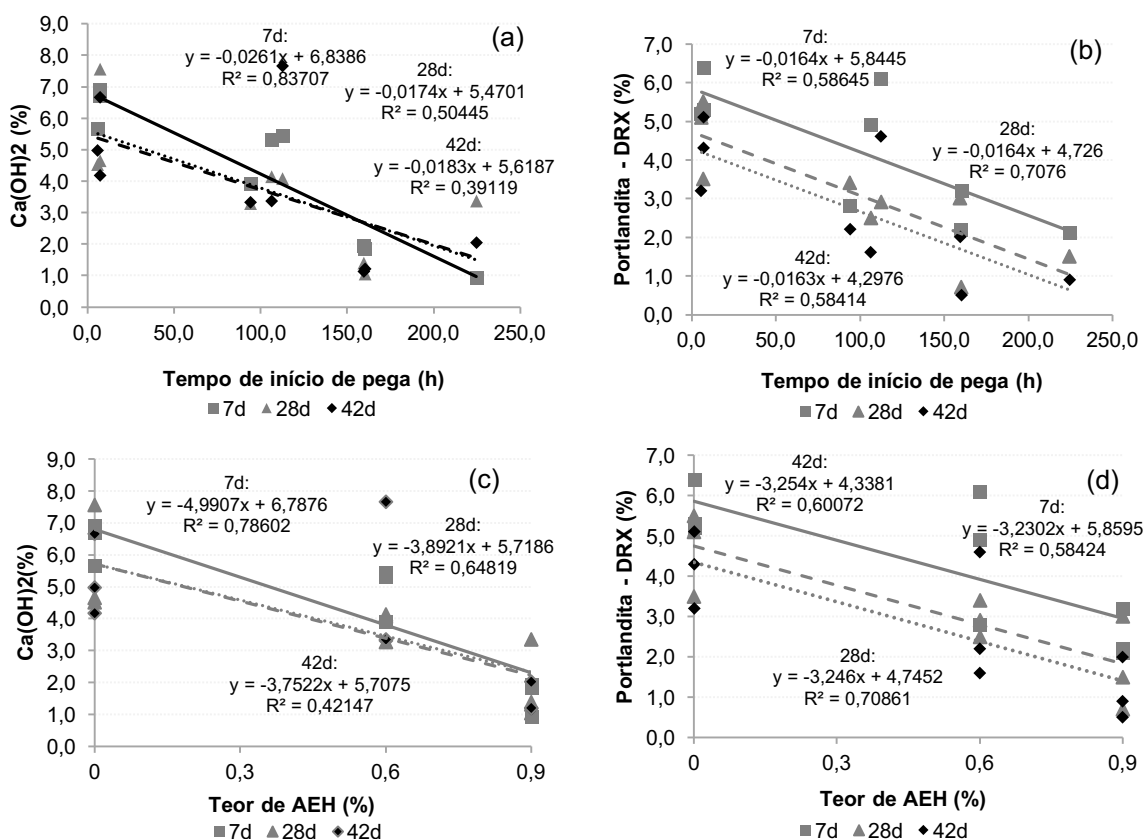 (a)
9,0
8,0
7,0
6,0
5,0
4,0
3,0
2,0
1,0
0,0
Ca(OH)2 (%)
7d:
y = -0,0261x + 6,8386
R² = 0,83707
28d:
y = -0,0174x + 5,4701
R² = 0,50445
42d:
y = -0,0183x + 5,6187
R² = 0,39119
0,0 50,0 100,0 150,0 200,0 250,0
Tempo de início de pega (h)
7d 28d 42d
(b)
7,0
6,0
5,0
4,0
3,0
2,0
1,0
0,0
Portlandita - DRX (%)
7d:
y = -0,0164x + 5,8445
R² = 0,58645
28d:
y = -0,0164x + 4,726
R² = 0,7076
42d:
y = -0,0163x + 4,2976
R² = 0,58414
0,0 50,0 100,0 150,0 200,0 250,0
Tempo de início de pega (h)
7d 28d 42d
(c)
9,0
8,0
7,0
6,0
5,0
4,0
3,0
2,0
1,0
0,0
Ca(OH)2(%)
7d:
y = -4,9907x + 6,7876
R² = 0,78602
28d:
y = -3,8921x + 5,7186
R² = 0,64819
42d:
y = -3,7522x + 5,7075
R² = 0,42147
0 0,3 0,6 0,9
Teor de AEH (%)
7d 28d 42d
(d)
7,0
6,0
5,0
4,0
3,0
2,0
1,0
0,0
Portlandita - DRX (%)
42d:
y = -3,254x + 4,3381
R² = 0,60072
7d:
y = -3,2302x + 5,8595
R² = 0,58424
28d:
y = -3,246x + 4,7452
R² = 0,70861
0 0,3 0,6 0,9
Teor de AEH (%)
7d 28d 42d